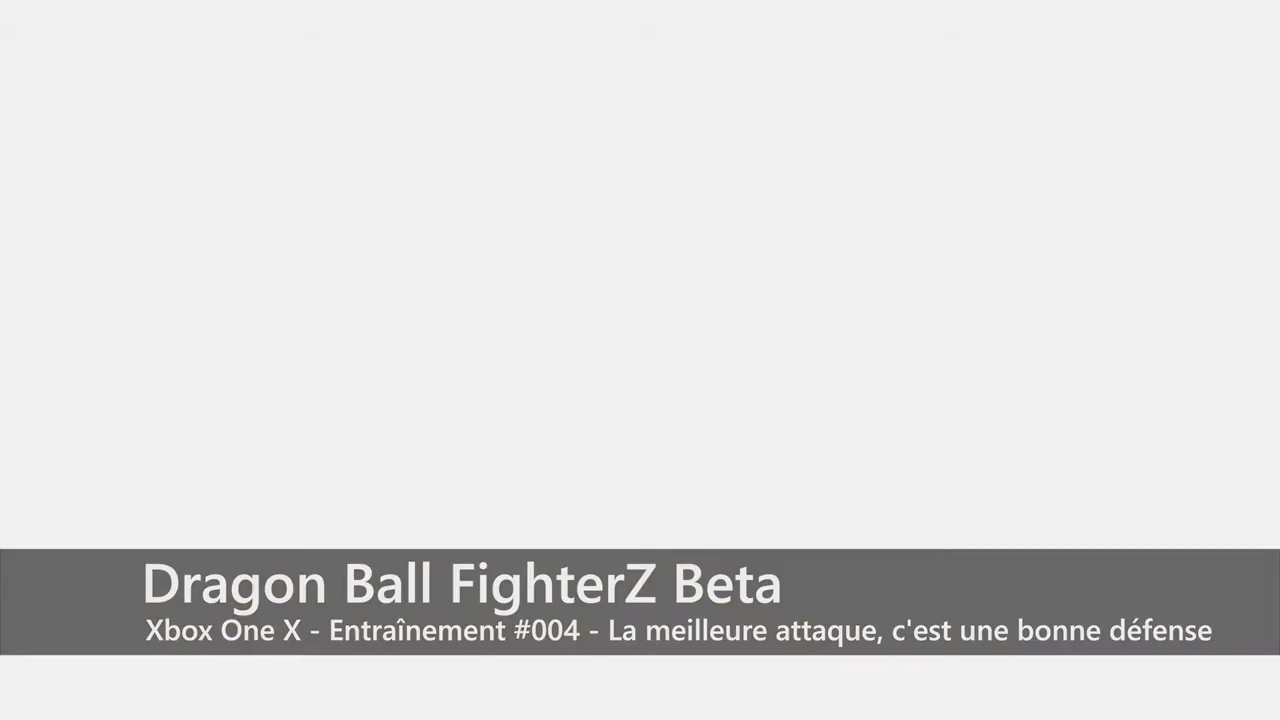 Dragon Ball FighterZ Beta
Xbox One X - Entraînement #004 - La meilleure attaque, c'est une bonne défense